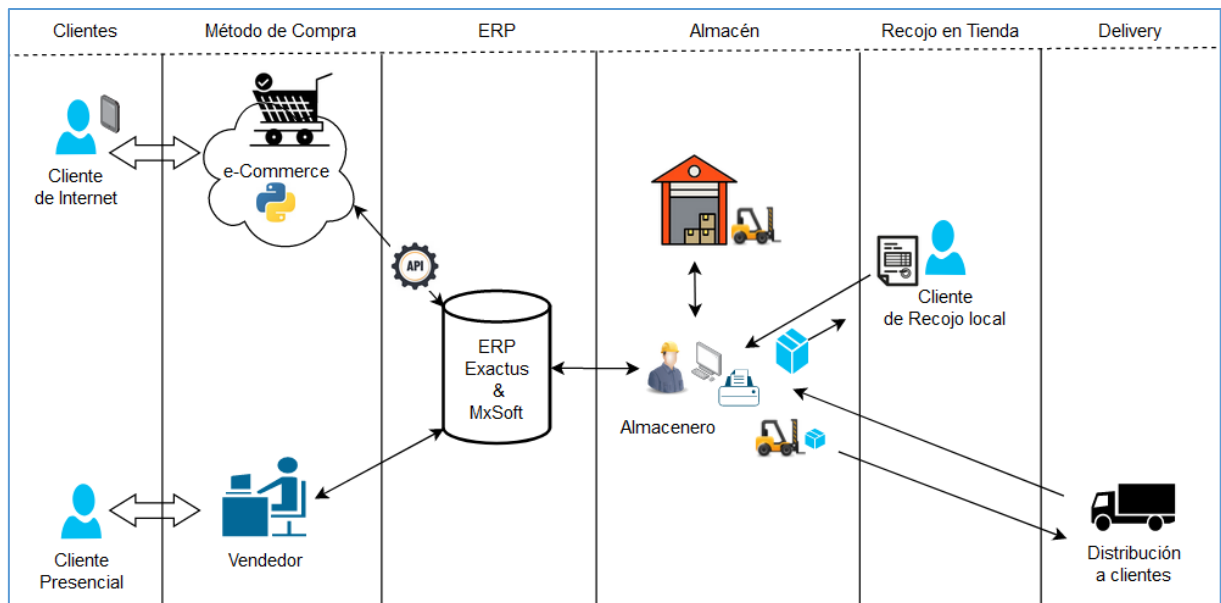 Clientes
Método de Compra
ERP
Almacén
Recojo en Tienda
Delivery
Cliente
de Internet
e-Commerce
API
ERP
Exactus
&
MxSoft
Almacenero
Cliente
de Recojo local
Cliente
Presencial
Vendedor
Distribución
a clientes